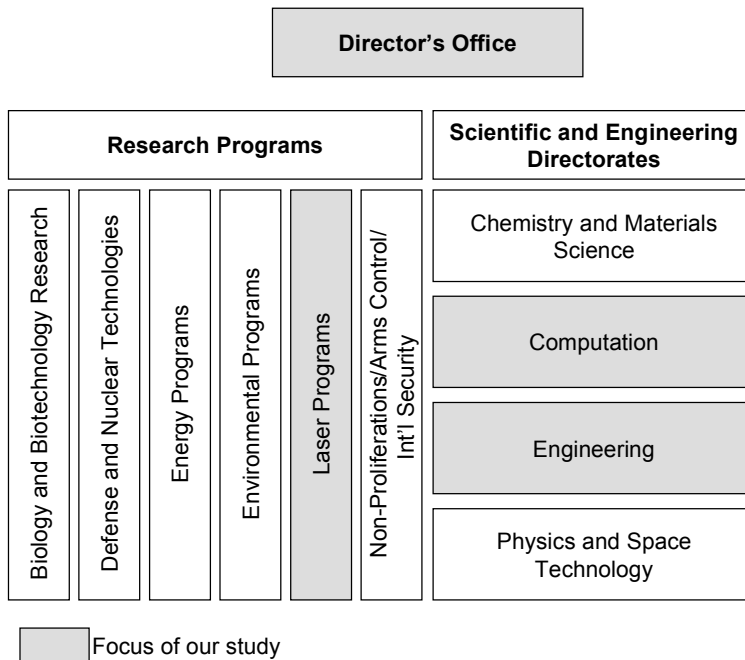 Director’s Office
Research Programs
Scientific and Engineering
Directorates
Biology and Biotechnology Research
Defense and Nuclear Technologies
Energy Programs
Environmental Programs
Laser Programs
Non-Proliferations/Arms Control/
Int’l Security
Chemistry and Materials
Science
Computation
Engineering
Physics and Space
Technology
Focus of our study